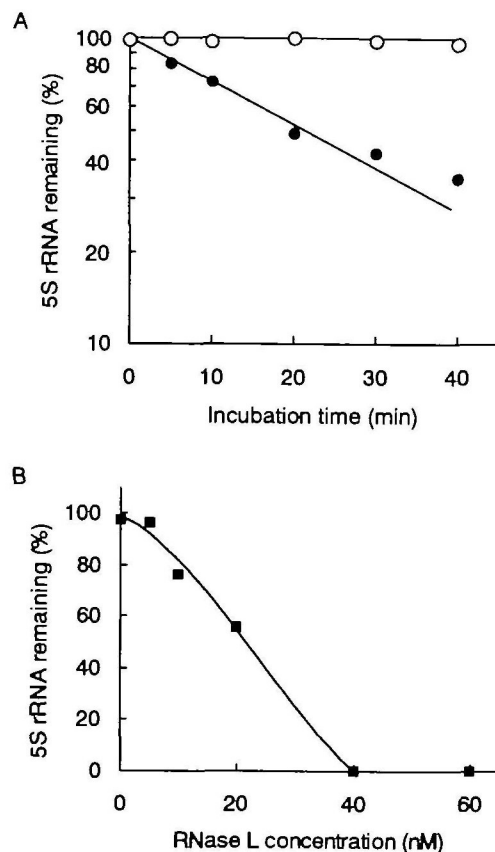 A
100
80
60
40
20
10
5S rRNA remaining (%)
0 10 20 30 40
Incubation time (min)
B
100
80
60
40
20
0
5S rRNA remaining (%)
0 20 40 60
RNase L concentration (nM)